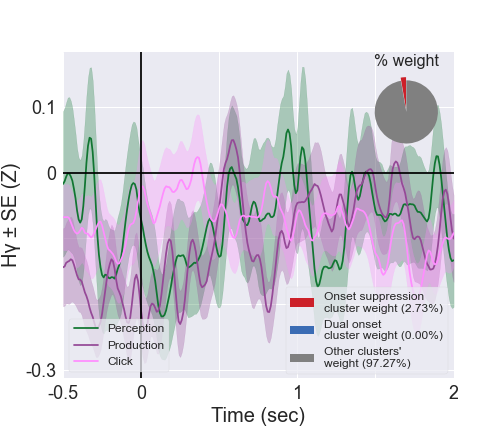 % weight
0.1
0
-0.3
Hγ ± SE (Z)
Onset suppression
cluster weight (2.73%)
Dual onset
cluster weight (0.00%)
Other clusters'
weight (97.27%)
Perception
Production
Click
-0.5
0
1
2
Time (sec)